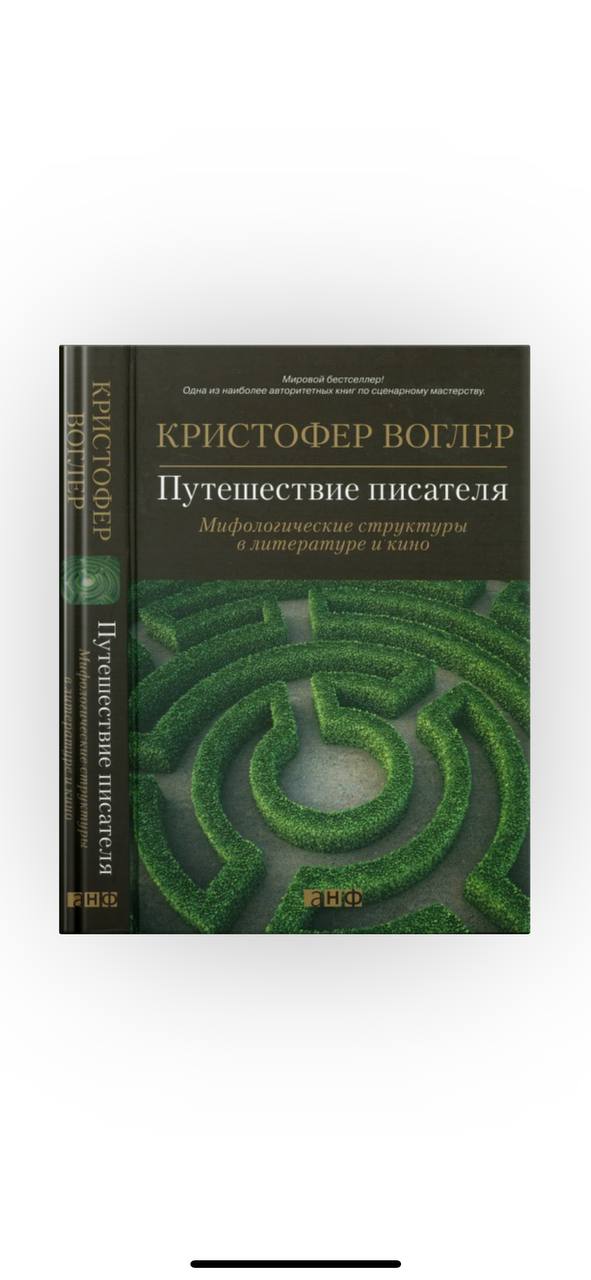 Мировой бестселлер!
Одна из наиболее авторитетных книг по сценарному мастерству.
КРИСТОФЕР ВОГЛЕР
Путешествие писателя
Мифологические структуры
в литературе и кино
анф
КРИСТОФЕР
ВОГЛЕР
Путешествие писателя
Мифологические структуры
в литературе и кино
анф